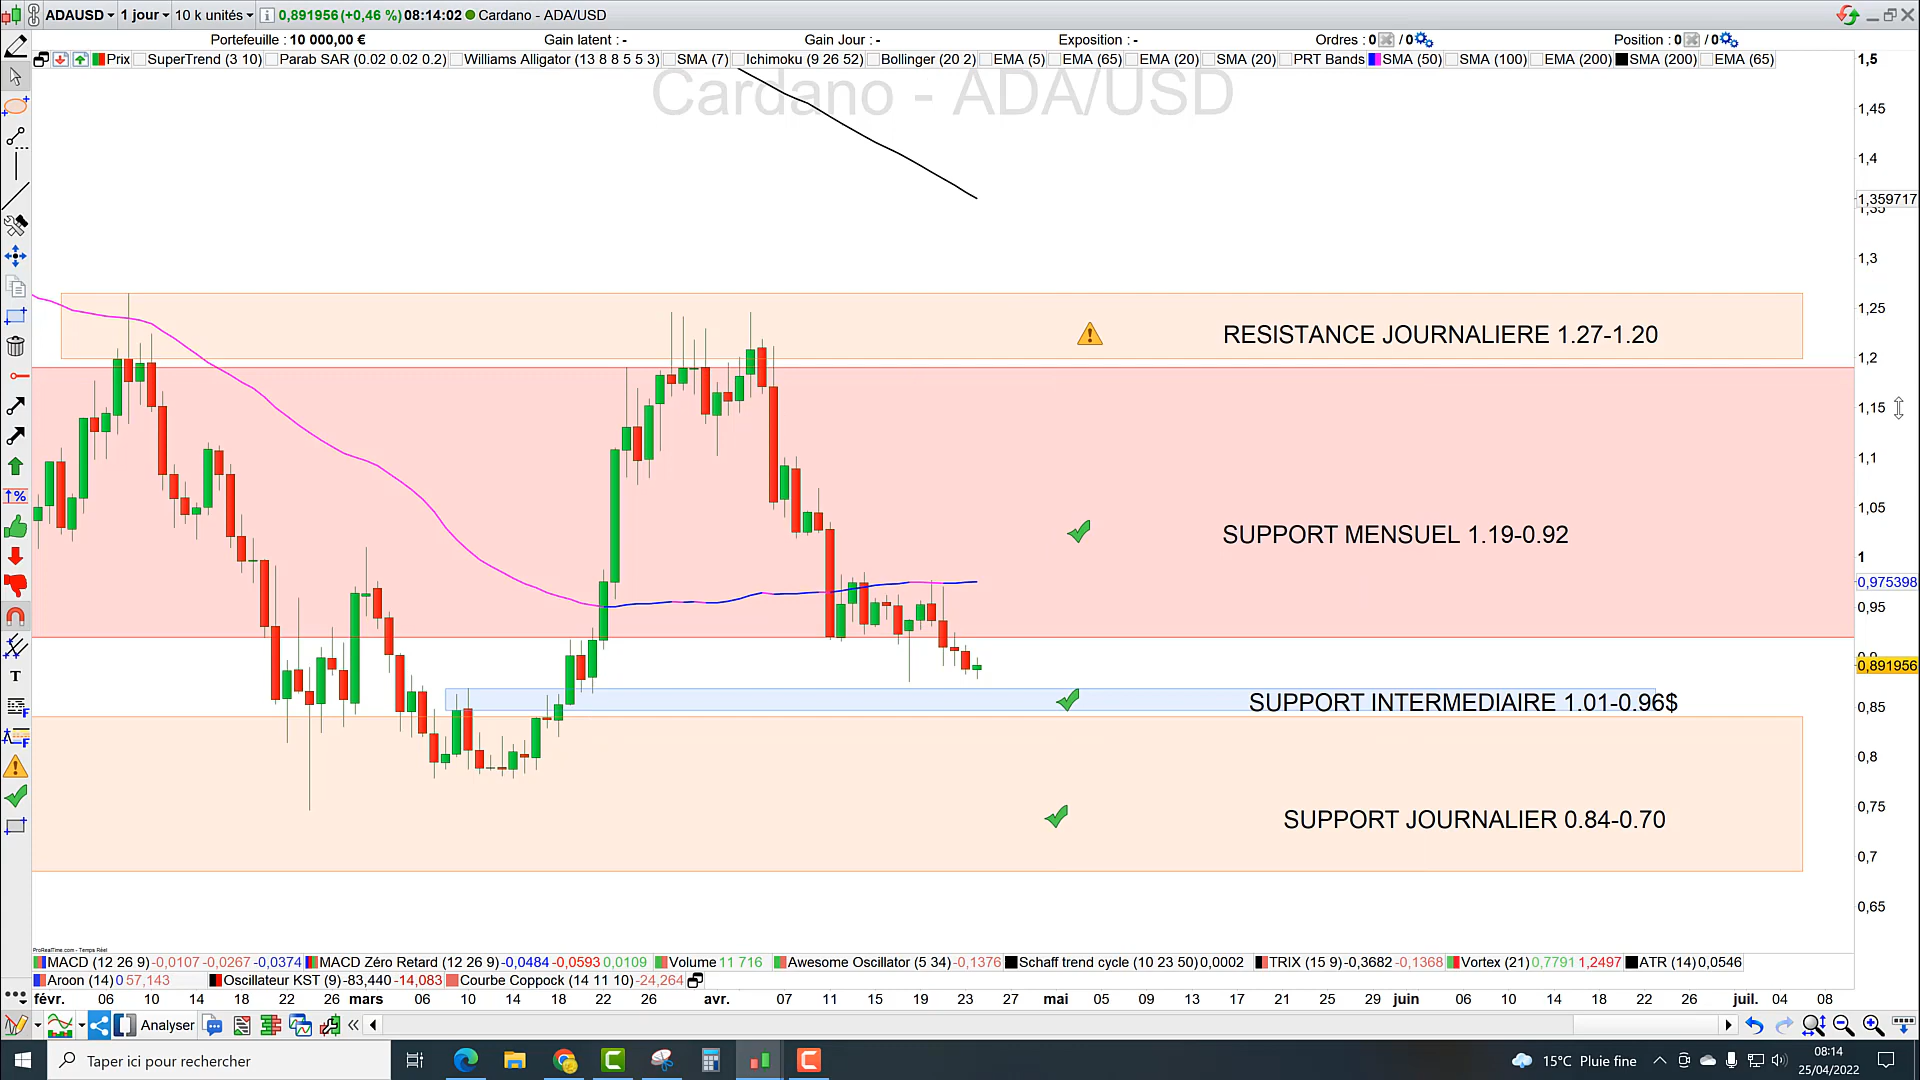 ADAUSD 1 jour 10 k unités 0,891956 (+0,46 %) 08:14:02 Cardano - ADA/USD
Portefeuille : 10 000,00 € Gain latent : - Gain Jour : - Exposition : - Ordres : 0 / 0 Position : 0 / 0
Prix SuperTrend (3 10) Parab SAR (0.02 0.02 0.2) Williams Alligator (13 8 8 5 5 3) SMA (7) Ichimoku (9 26 52) Bollinger (20 2) EMA (5) EMA (65) EMA (20) SMA (20) PRT Bands SMA (50) SMA (100) EMA (200) SMA (200) EMA (65)
Cardano - ADA/USD
1,5
1,45
1,4
1,359717
1,35
1,3
1,25
RESISTANCE JOURNALIERE 1.27-1.20
1,2
1,15
1,1
1,05
SUPPORT MENSUEL 1.19-0.92
1
0,975398
0,95
0,9
0,891956
SUPPORT INTERMEDIAIRE 1.01-0.96$
0,85
0,8
0,75
SUPPORT JOURNALIER 0.84-0.70
0,7
0,65
ProRealTime.com - Temps Réel
MACD (12 26 9) -0,0107 -0,0267 -0,0374 MACD Zéro Retard (12 26 9) -0,0484 -0,0593 0,0109 Volume 11 716 Awesome Oscillator (5 34) -0,1376 Schaff trend cycle (10 23 50) 0,0002 TRIX (15 9) -0,3682 -0,1368 Vortex (21) 0,7791 1,2497 ATR (14) 0,0546
Aroon (14) 0 57,143 Oscillateur KST (9) -83,440 -14,083 Courbe Coppock (14 11 10) -24,264
févr. 06 10 14 18 22 27 mars 06 10 14 18 22 26 avr. 07 11 15 19 23 27 mai 05 09 13 17 21 25 29 juin 06 10 14 18 22 26 juil. 04 08
Analyser
Taper ici pour rechercher
15°C Pluie fine
08:14
25/04/2022